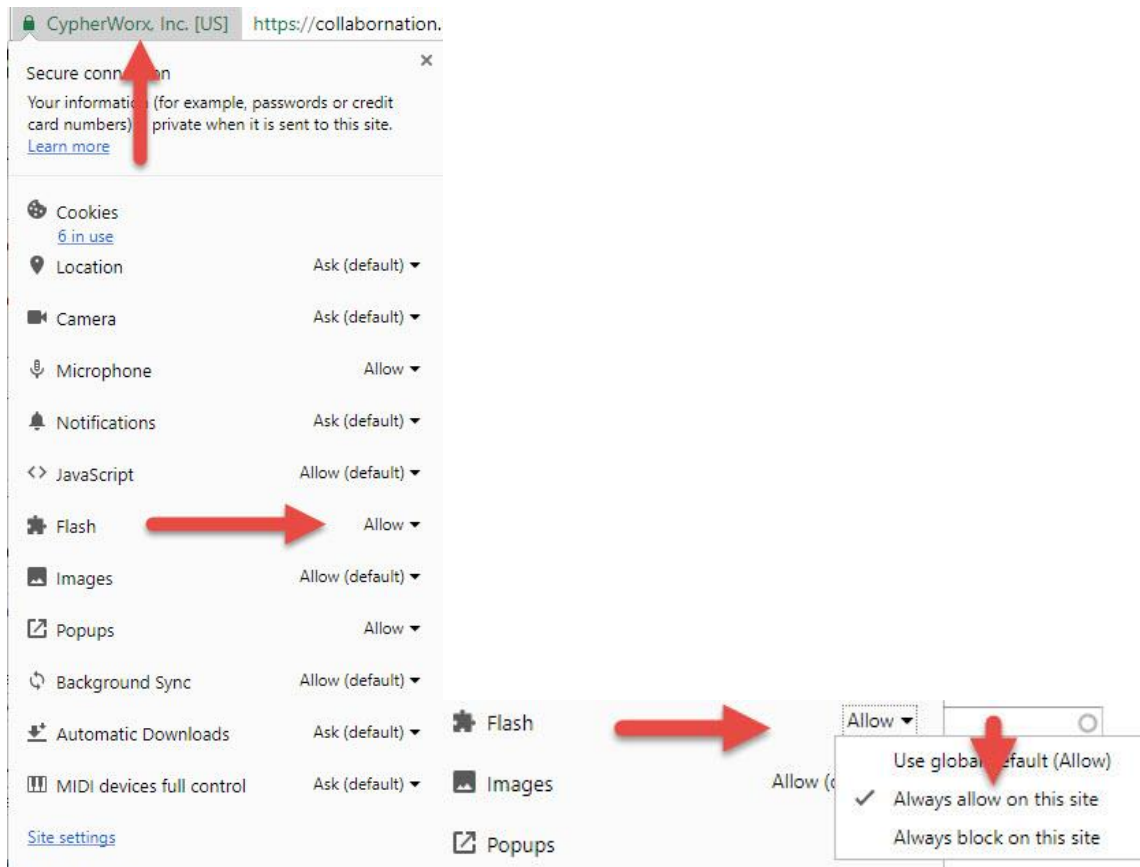 CypherWorx, Inc. [US] https://collabornation.
Secure conn on
Your informati (for example, passwords or credit
card numbers) private when it is sent to this site.
Learn more
Cookies
6 in use
Location Ask (default)
Camera Ask (default)
Microphone Allow
Notifications Ask (default)
JavaScript Allow (default)
Flash Allow
Images Allow (default)
Popups Allow
Background Sync Allow (default)
Automatic Downloads Ask (default)
MIDI devices full control Ask (default)
Site settings
Flash Allow
Use global default (Allow)
Images Allow (
Always allow on this site
Popups
Always block on this site